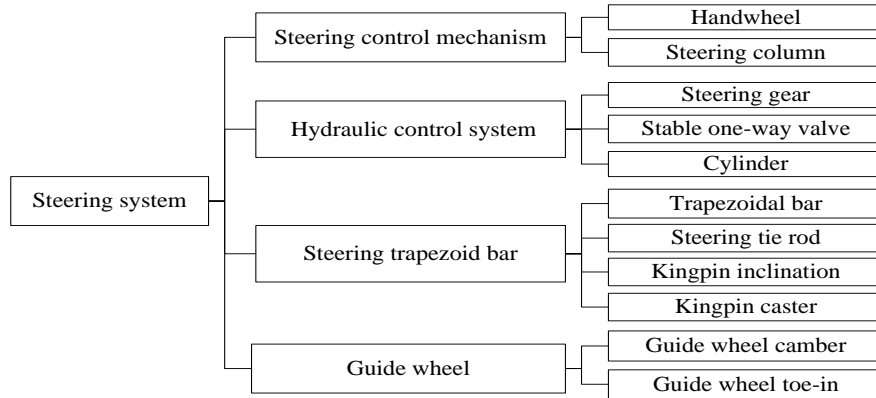 Steering system
Steering control mechanism
Handwheel
Steering column
Hydraulic control system
Steering gear
Stable one-way valve
Cylinder
Steering trapezoid bar
Trapezoidal bar
Steering tie rod
Kingpin inclination
Kingpin caster
Guide wheel
Guide wheel camber
Guide wheel toe-in